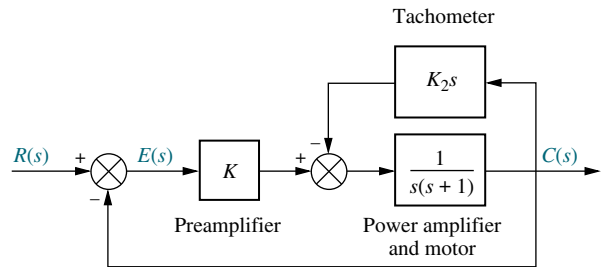 Tachometer
K₂s
−
R(s)
+
E(s)
K
+
1
s(s + 1)
C(s)
−
Preamplifier
Power amplifier
and motor